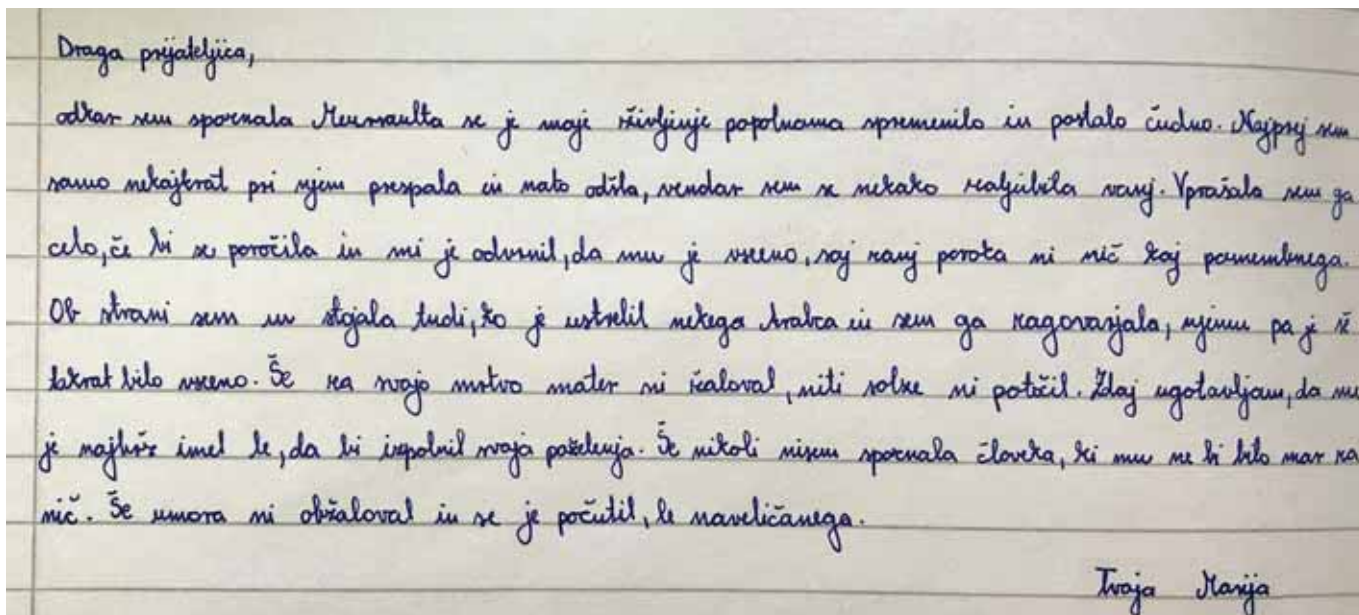 Draga prijateljica,
odkar sem spoznala Meursaulta se je moje življenje popolnoma spremenilo in postalo čudno. Najprej sem
samo nekajkrat pri njem prespala in nato odšla, vendar sem se nekako zaljubila vanj. Vprašala sem ga
celo, če bi se poročila in mi je odvrnil, da mu je vseeno, saj zanj poroka ni nič kaj pomembnega.
Ob strani sem mu stojala tudi, ko je ustrelil nekega Arabca in sem ga zagovarjala, njemu pa je še
takrat bilo vseeno. Še za svojo mrtvo mater ni žaloval, niti solze ni potočil. Zdaj ugotavljam, da me
je najbrž imel le, da bi izpolnil svoja poželenja. Še nikoli nisem spoznala človeka, ki mu ne bi bilo mar za
nič. Še umora ni obžaloval in se je počutil, le naveličanega.
Tvoja Marija